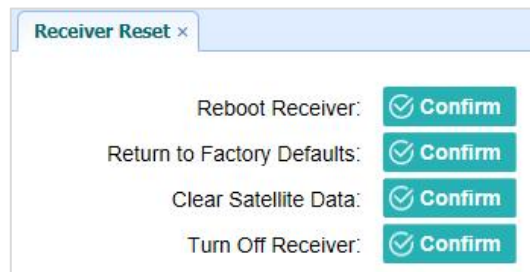 Receiver Reset ×
Reboot Receiver: Confirm
Return to Factory Defaults: Confirm
Clear Satellite Data: Confirm
Turn Off Receiver: Confirm